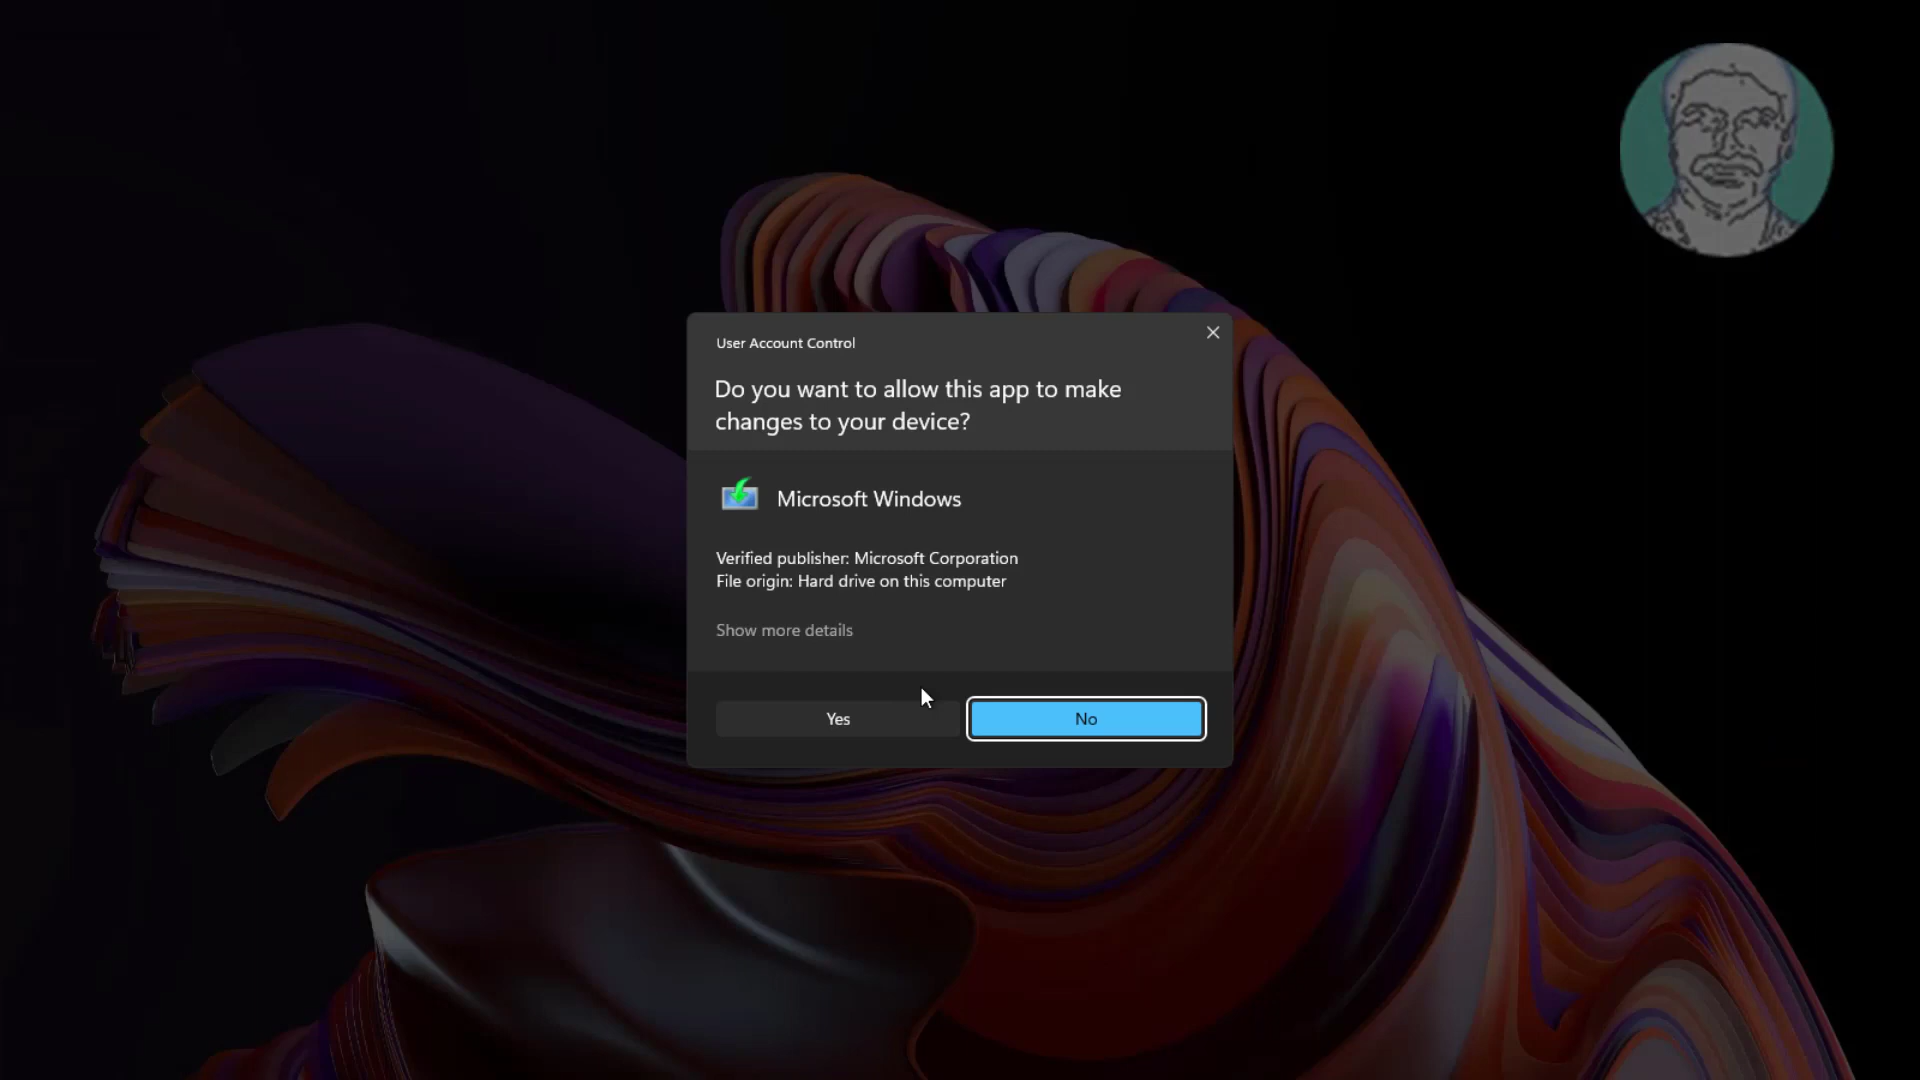 User Account Control
Do you want to allow this app to make
changes to your device?
Microsoft Windows
Verified publisher: Microsoft Corporation
File origin: Hard drive on this computer
Show more details
Yes
No